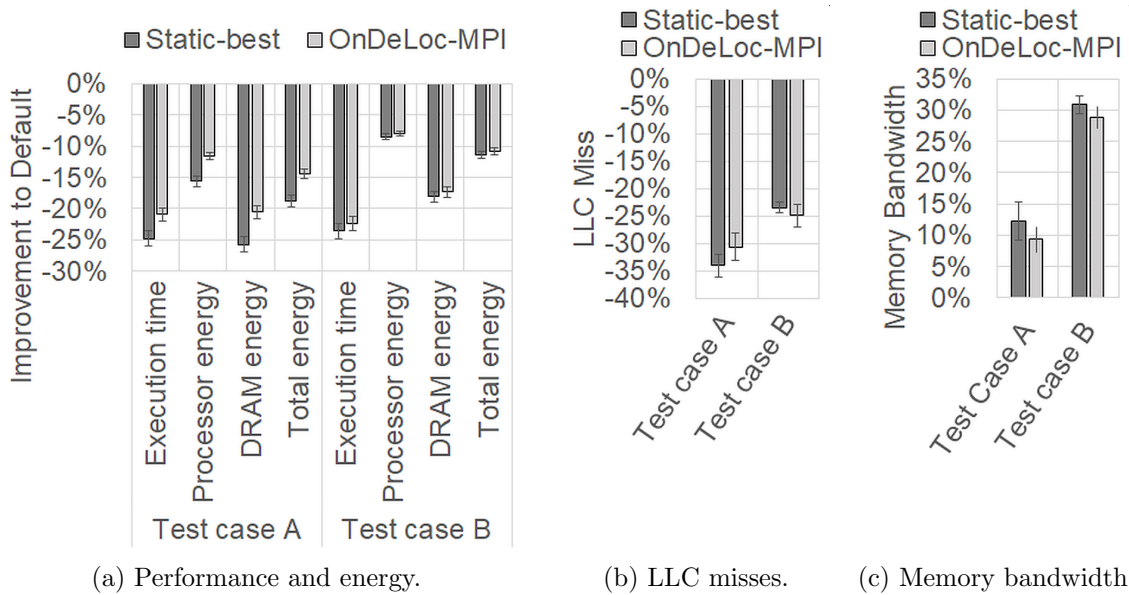 Static-best OnDeLoc-MPI
Improvement to Default
0%
-5%
-10%
-15%
-20%
-25%
-30%
Execution time
Processor energy
DRAM energy
Total energy
Execution time
Processor energy
DRAM energy
Total energy
Test case A
Test case B
(a) Performance and energy.
Static-best
OnDeLoc-MPI
LLC Miss
0%
-5%
-10%
-15%
-20%
-25%
-30%
-35%
-40%
Test case A
Test case B
(b) LLC misses.
Static-best
OnDeLoc-MPI
Memory Bandwidth
35%
30%
25%
20%
15%
10%
5%
0%
Test Case A
Test case B
(c) Memory bandwidth